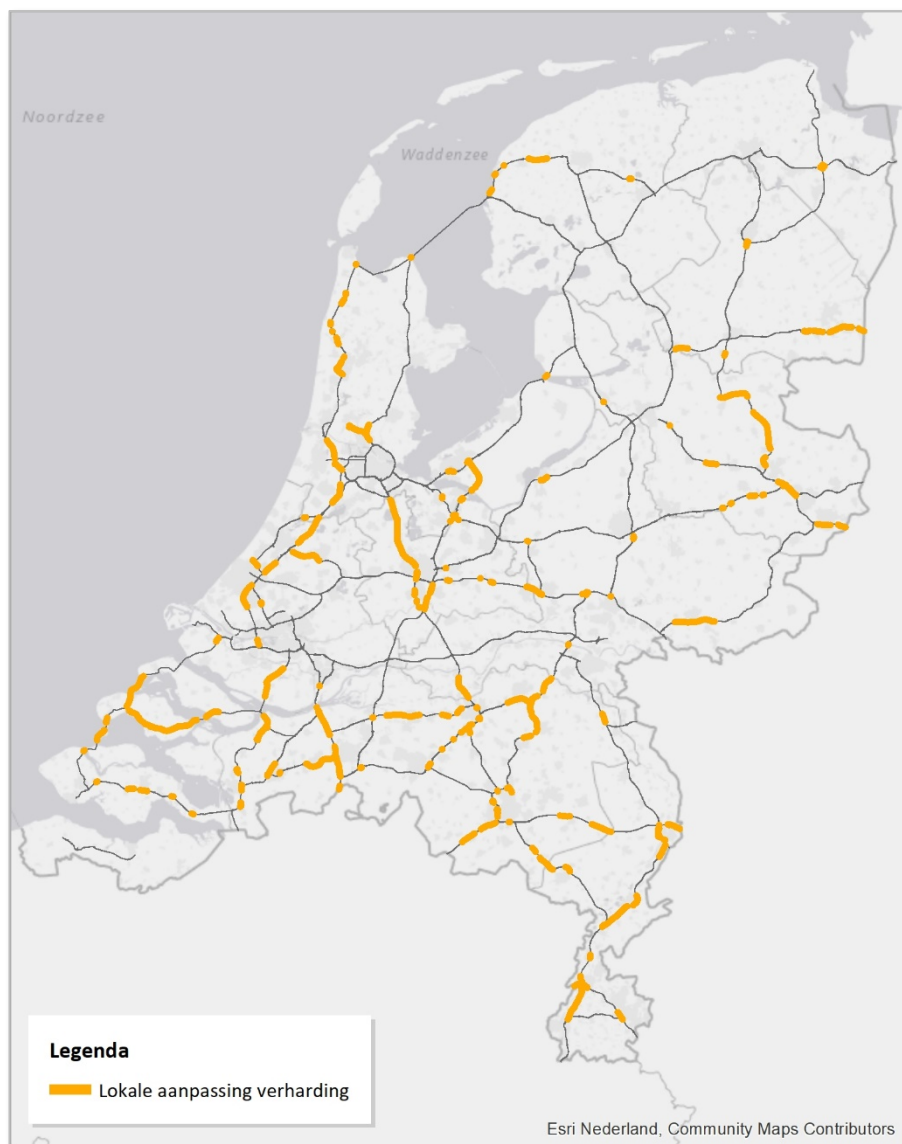 Noordzee
Waddenzee
Legenda
Lokale aanpassing verharding
Esri Nederland, Community Maps Contributors